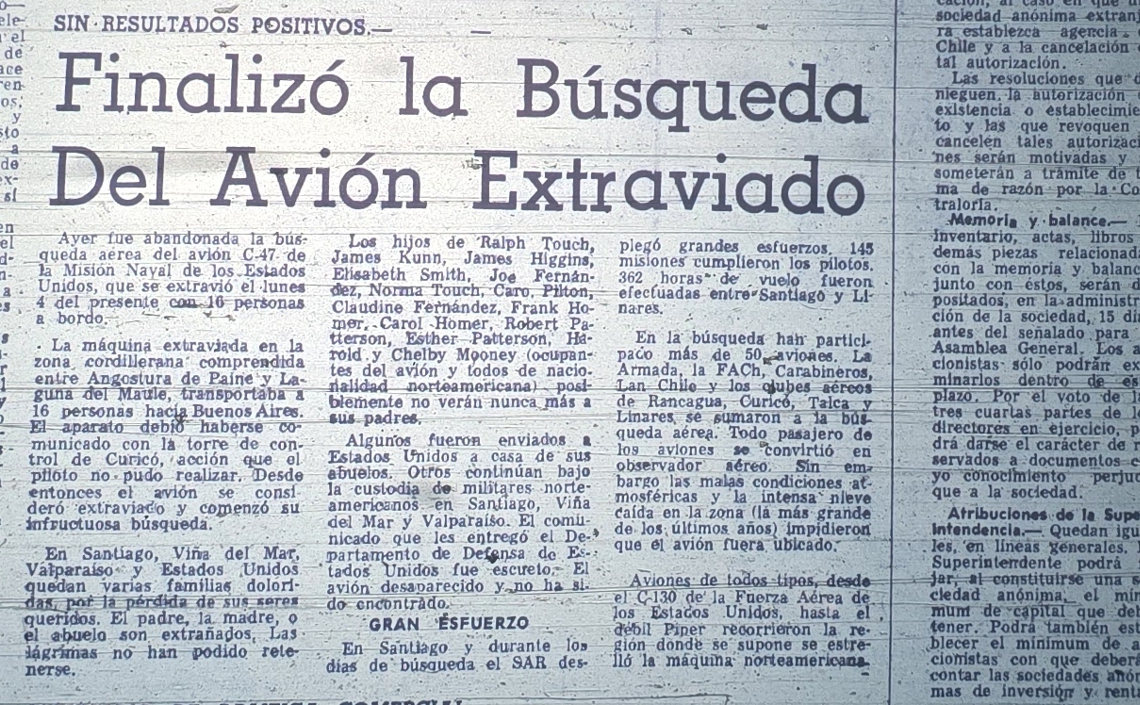 SIN RESULTADOS POSITIVOS.—
Finalizó la Búsqueda
Del Avión Extraviado
Ayer fue abandonada la bús-
queda aérea del avión C-47 de
la Misión Naval de los Estados
Unidos, que se extravió el lunes
4 del presente con 16 personas
a bordo.
La máquina extraviada en la
zona cordillerana comprendida
entre Angostura de Paine y La-
guna del Maule, transportaba a
16 personas hacia Buenos Aires.
El aparato debió haberse co-
municado con la torre de con-
trol de Curicó, acción que el
piloto no pudo realizar. Desde
entonces el avión se consi-
deró extraviado y comenzó su
infructuosa búsqueda.
En Santiago, Viña del Mar,
Valparaíso y Estados Unidos
quedan varias familias dolori-
das, por la pérdida de sus seres
queridos. El padre, la madre, o
el abuelo son extrañados. Las
lágrimas no han podido rete-
nerse.
Los hijos de Ralph Touch,
James Kunn, James Higgins,
Elisabeth Smith, Joe Fernán-
dez, Norma Touch, Caro, Pilton,
Claudine Fernández, Frank Ho-
mer, Carol Homer, Robert Pa-
tterson, Esther Patterson, Ha-
rold y Chelby Mooney (ocupan-
tes del avión y todos de nacio-
nalidad norteamericana) posi-
blemente no verán nunca más a
sus padres.
Algunos fueron enviados a
Estados Unidos a casa de sus
abuelos. Otros continúan bajo
la custodia de militares norte-
americanos en Santiago, Viña
del Mar y Valparaíso. El comu-
nicado que les entregó el De-
partamento de Defensa de Es-
tados Unidos fue escureto. El
avión desaparecido y no ha si-
do encontrado.
GRAN ESFUERZO
En Santiago y durante los
días de búsqueda el SAR des-
plegó grandes esfuerzos. 145
misiones cumplieron los pilotos.
362 horas de vuelo fueron
efectuadas entre Santiago y Li-
nares.
En la búsqueda han partici-
pado más de 50 aviones. La
Armada, la FACh, Carabineros,
Lan Chile y los clubes aéreos
de Rancagua, Curicó, Talca y
Linares, se sumaron a la bús-
queda aérea. Todo pasajero de
los aviones se convirtió en
observador aéreo. Sin em-
bargo las malas condiciones at-
mosféricas y la intensa nieve
caída en la zona (la más grande
de los últimos años) impidieron
que el avión fuera ubicado.
Aviones de todos tipos, desde
el C-130 de la Fuerza Aérea de
los Estados Unidos, hasta el
débil Piper recorrieron la re-
gión donde se supone se estre-
lló la máquina norteamericana.
sociedad anónima extran
ra establezca agencia
Chile y a la cancelación
tal autorización.
Las resoluciones que
nieguen la autorización
existencia o establecimie
to y las que revoquen
cancelen tales autorizaci
nes serán motivadas y
someterán a trámite de
ma de razón por la Co
traloría.
Memoria y balance.—
Inventario, actas, libros
demás piezas relacionada
con la memoria y balanc
junto con éstos, serán d
positados, en la administr
ción de la sociedad, 15 dí
antes del señalado para
Asamblea General. Los a
cionistas sólo podrán ex
minarlos dentro de es
plazo. Por el voto de l
tres cuartas partes de l
directores en ejercicio, p
drá darse el carácter de r
servados a documentos c
yo conocimiento perju
que a la sociedad.
Atribuciones de la Supe
Intendencia.— Quedan igu
les, en líneas generales.
Superintendente podrá
jar, al constituirse una s
ciedad anónima, el mín
mum de capital que de
tener. Podrá también est
blecer el mínimum de a
cionistas con que deber
contar las sociedades anón
mas de inversión y rent